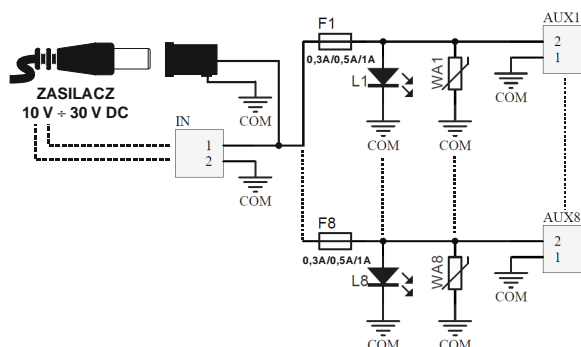 ZASILACZ
10 V ÷ 30 V DC
IN
1
2
COM
COM
F1
0,3A/0,5A/1A
L1
COM
WA1
COM
COM
AUX1
2
1
F8
0,3A/0,5A/1A
L8
COM
WA8
COM
COM
AUX8
2
1